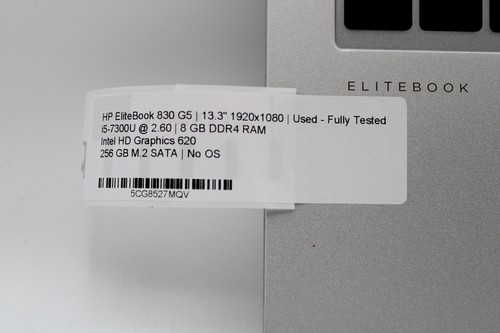 ELITEBOOK
HP EliteBook 830 G5 | 13.3" 1920x1080 | Used - Fully Tested
i5-7300U @ 2.60 | 8 GB DDR4 RAM
Intel HD Graphics 620
256 GB M.2 SATA | No OS
5CG8527MQV